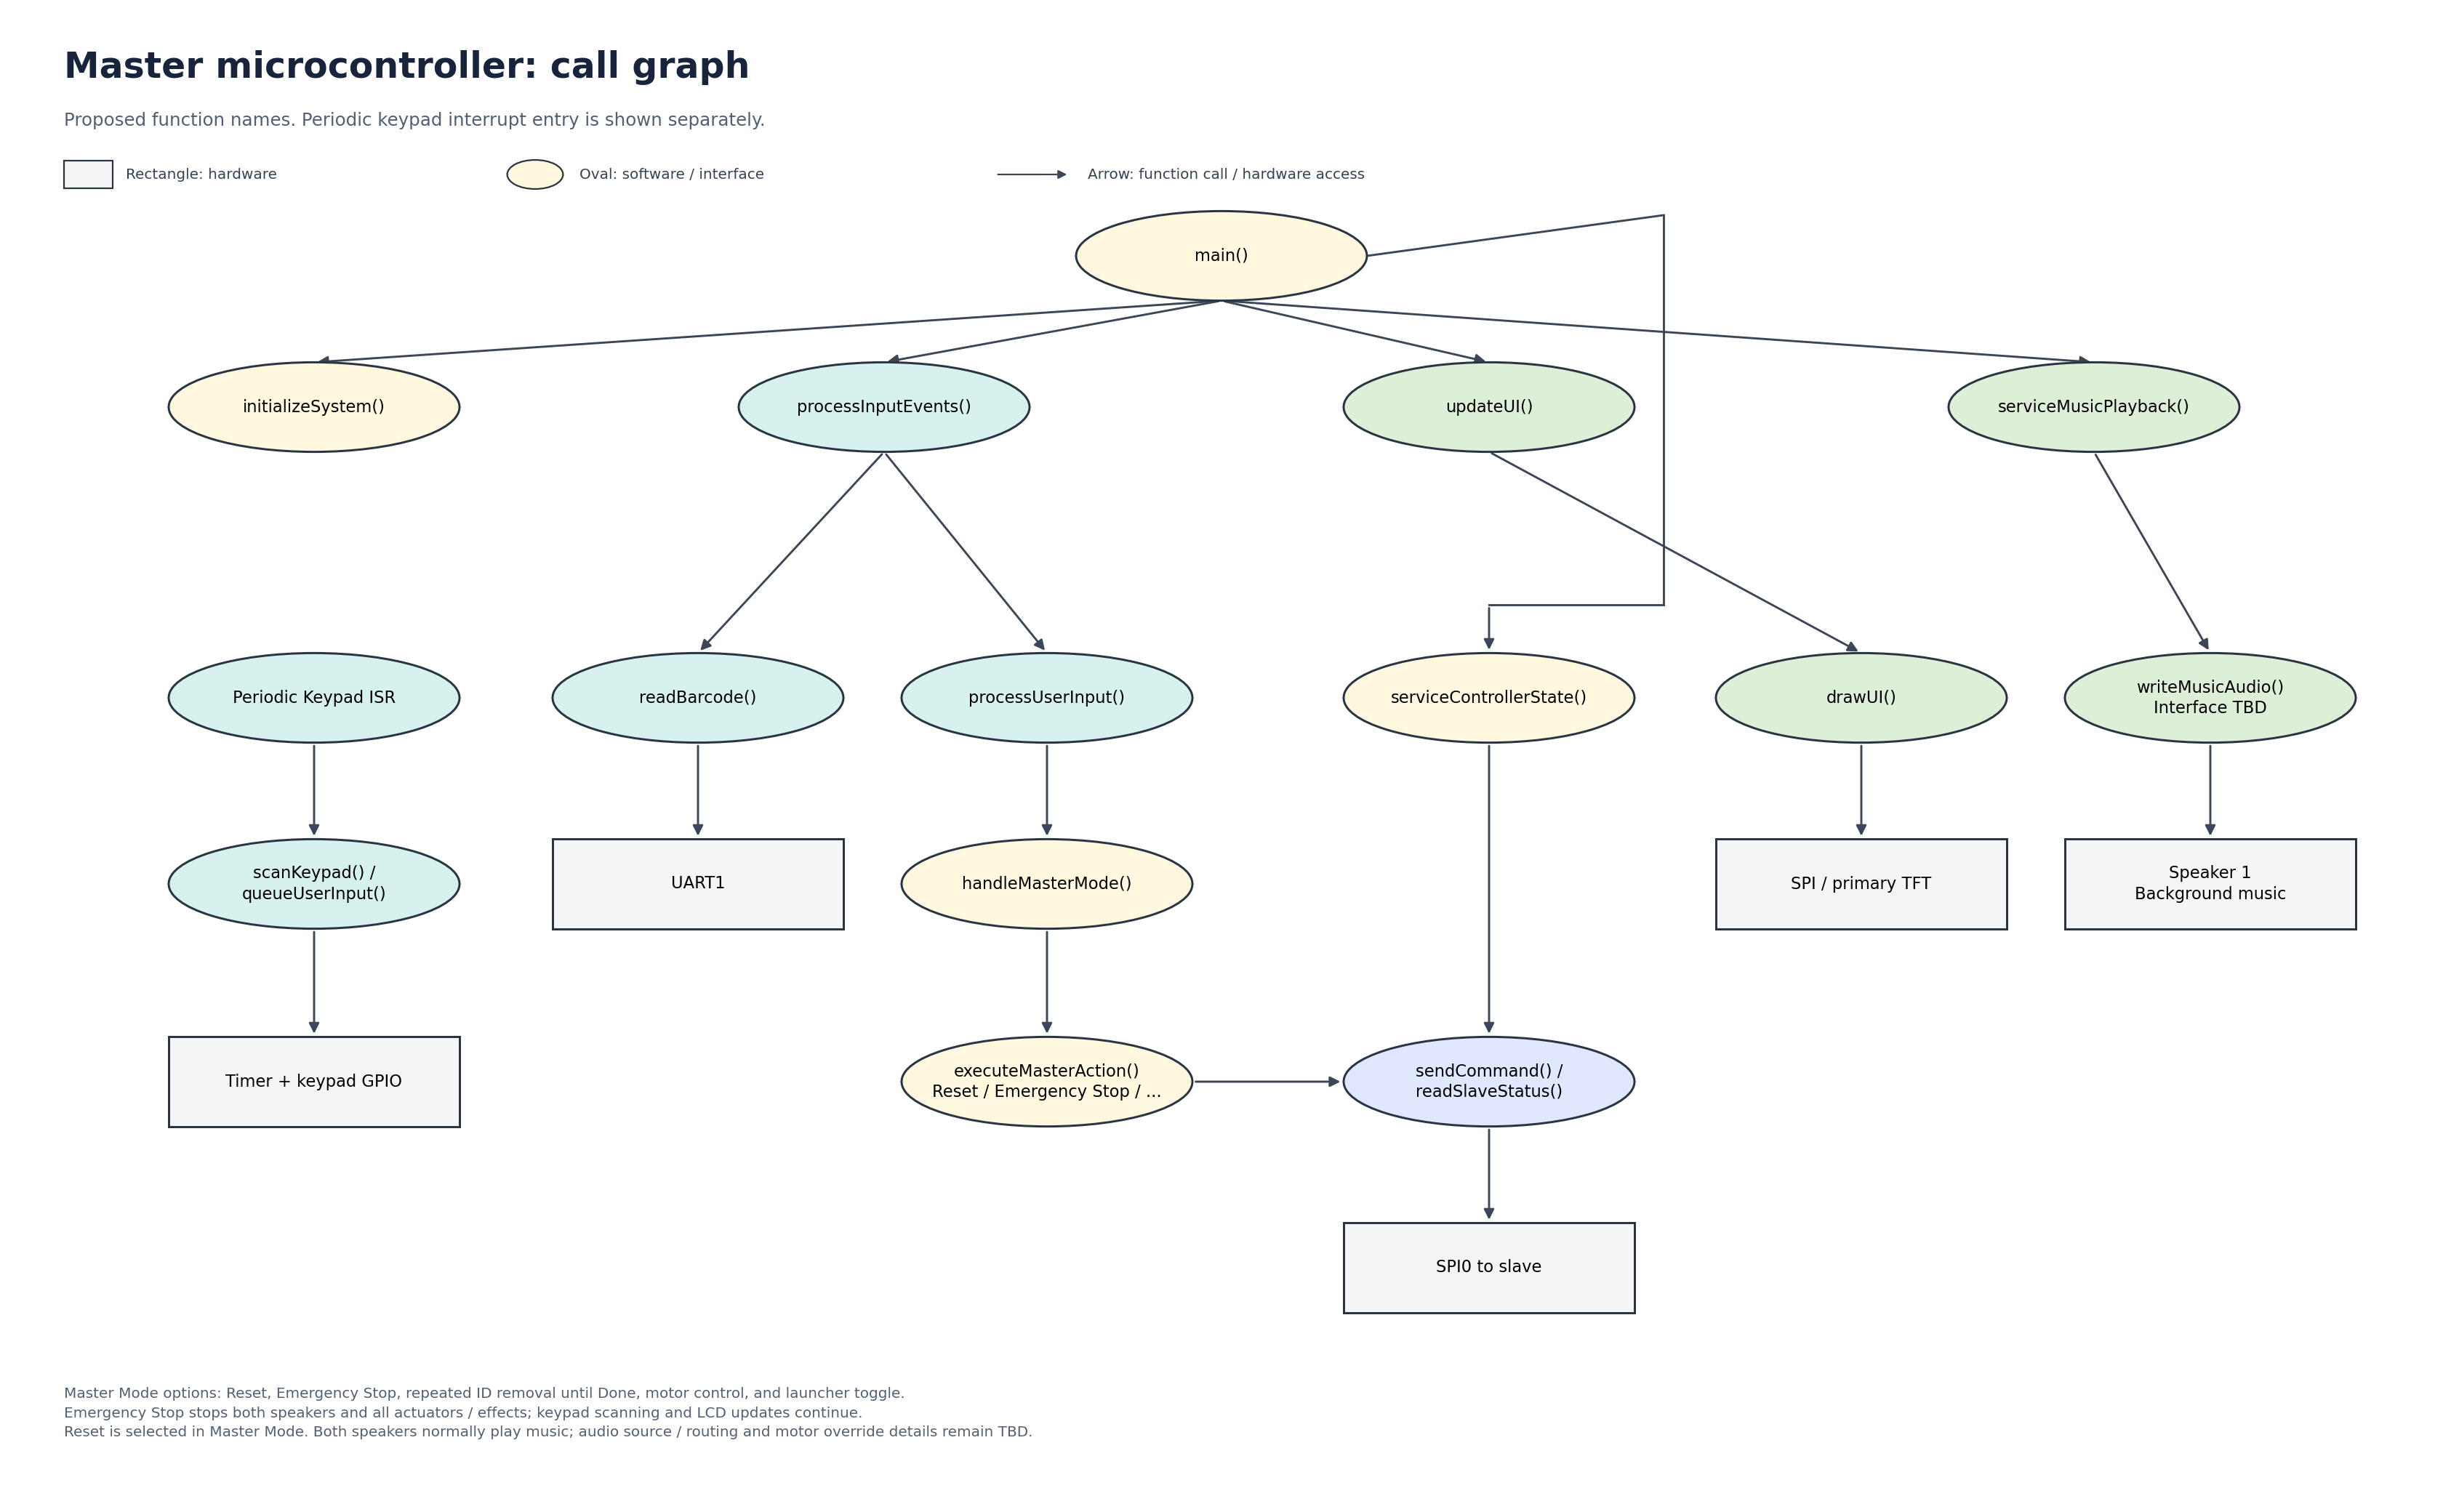 Master microcontroller: call graph
Proposed function names. Periodic keypad interrupt entry is shown separately.
Rectangle: hardware
Oval: software / interface
Arrow: function call / hardware access
main()
initializeSystem()
processInputEvents()
updateUI()
serviceMusicPlayback()
Periodic Keypad ISR
readBarcode()
processUserInput()
serviceControllerState()
drawUI()
writeMusicAudio()
Interface TBD
scanKeypad() /
queueUserInput()
UART1
handleMasterMode()
SPI / primary TFT
Speaker 1
Background music
Timer + keypad GPIO
executeMasterAction()
Reset / Emergency Stop / ...
sendCommand() /
readSlaveStatus()
SPI0 to slave
Master Mode options: Reset, Emergency Stop, repeated ID removal until Done, motor control, and launcher toggle.
Emergency Stop stops both speakers and all actuators / effects; keypad scanning and LCD updates continue.
Reset is selected in Master Mode. Both speakers normally play music; audio source / routing and motor override details remain TBD.